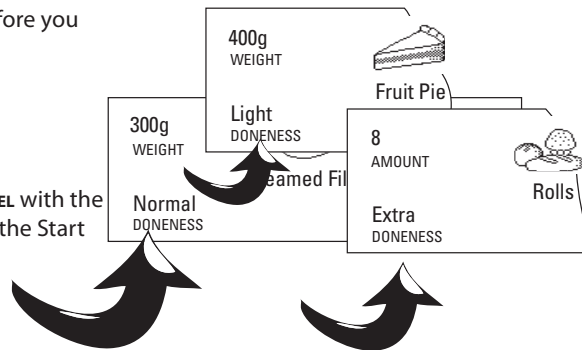 fore you
EL with the
the Start
400g
WEIGHT
Fruit Pie
Light
DONENESS
300g
WEIGHT
eamed Fil
Normal
DONENESS
8
AMOUNT
Rolls
Extra
DONENESS